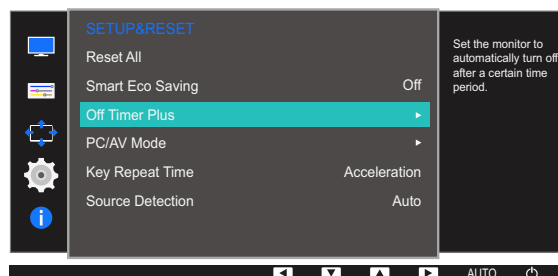 SETUP&RESET
Reset All
Smart Eco Saving Off
Off Timer Plus
PC/AV Mode
Key Repeat Time Acceleration
Source Detection Auto
Set the monitor to
automatically turn off
after a certain time
period.
AUTO